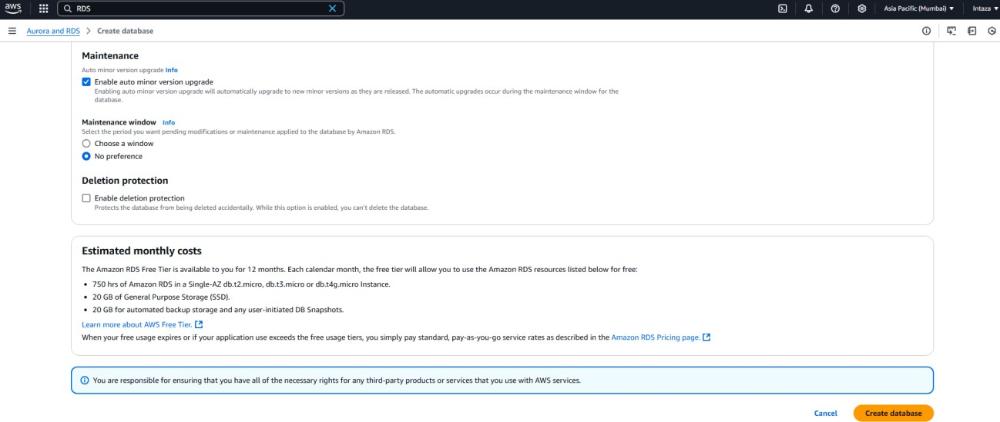 aws
RDS
Asia Pacific (Mumbai)
Intaza
Aurora and RDS
Create database
Maintenance
Auto minor version upgrade Info
Enable auto minor version upgrade
Enabling auto minor version upgrade will automatically upgrade to new minor versions as they are released. The automatic upgrades occur during the maintenance window for the
database.
Maintenance window Info
Select the period you want pending modifications or maintenance applied to the database by Amazon RDS.
Choose a window
No preference
Deletion protection
Enable deletion protection
Protects the database from being deleted accidentally. While this option is enabled, you can't delete the database.
Estimated monthly costs
The Amazon RDS Free Tier is available to you for 12 months. Each calendar month, the free tier will allow you to use the Amazon RDS resources listed below for free:
• 750 hrs of Amazon RDS in a Single-AZ db.t2.micro, db.t3.micro or db.t4g.micro Instance.
• 20 GB of General Purpose Storage (SSD).
• 20 GB for automated backup storage and any user-initiated DB Snapshots.
Learn more about AWS Free Tier.
When your free usage expires or if your application use exceeds the free usage tiers, you simply pay standard, pay-as-you-go service rates as described in the Amazon RDS Pricing page.
You are responsible for ensuring that you have all of the necessary rights for any third-party products or services that you use with AWS services.
Cancel
Create database